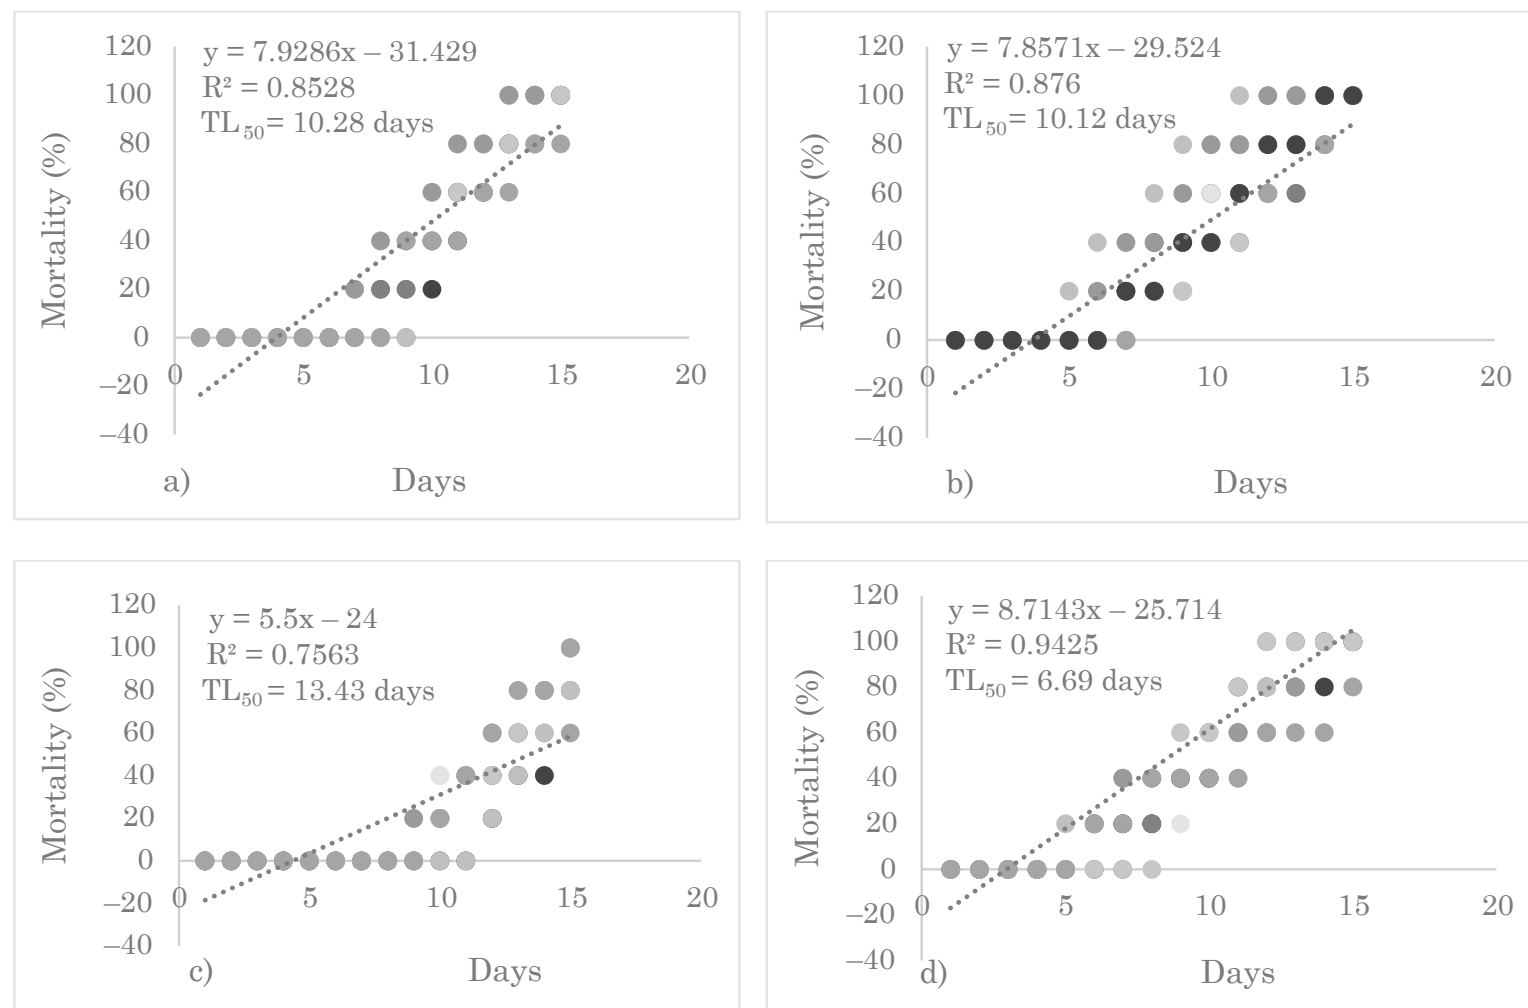 120
y = 7.9286x – 31.429
R² = 0.8528
TL50 = 10.28 days
100
80
60
40
20
0
–20
–40
0
5
10
15
20
Mortality (%)
a)
Days
120
y = 7.8571x – 29.524
R² = 0.876
TL50 = 10.12 days
100
80
60
40
20
0
–20
–40
0
5
10
15
20
Mortality (%)
b)
Days
120
y = 5.5x – 24
R² = 0.7563
TL50 = 13.43 days
100
80
60
40
20
0
–20
–40
0
5
10
15
20
Mortality (%)
c)
Days
120
y = 8.7143x – 25.714
R² = 0.9425
TL50 = 6.69 days
100
80
60
40
20
0
–20
–40
0
5
10
15
20
Mortality (%)
d)
Days